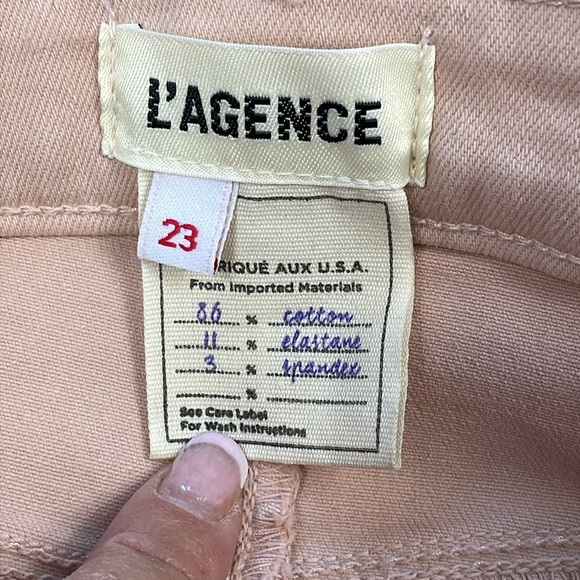 L'AGENCE
23
RIQUÉ AUX U.S.A.
From Imported Materials
86 % cotton
11 % elastane
3 % spandex
%
See Care Label
For Wash Instructions